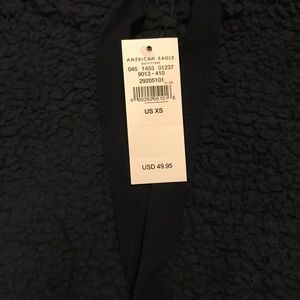 AMERICAN EAGLE
OUTFITTERS
045 1453 01237
9013-410
29205101
US XS
USD 49.95